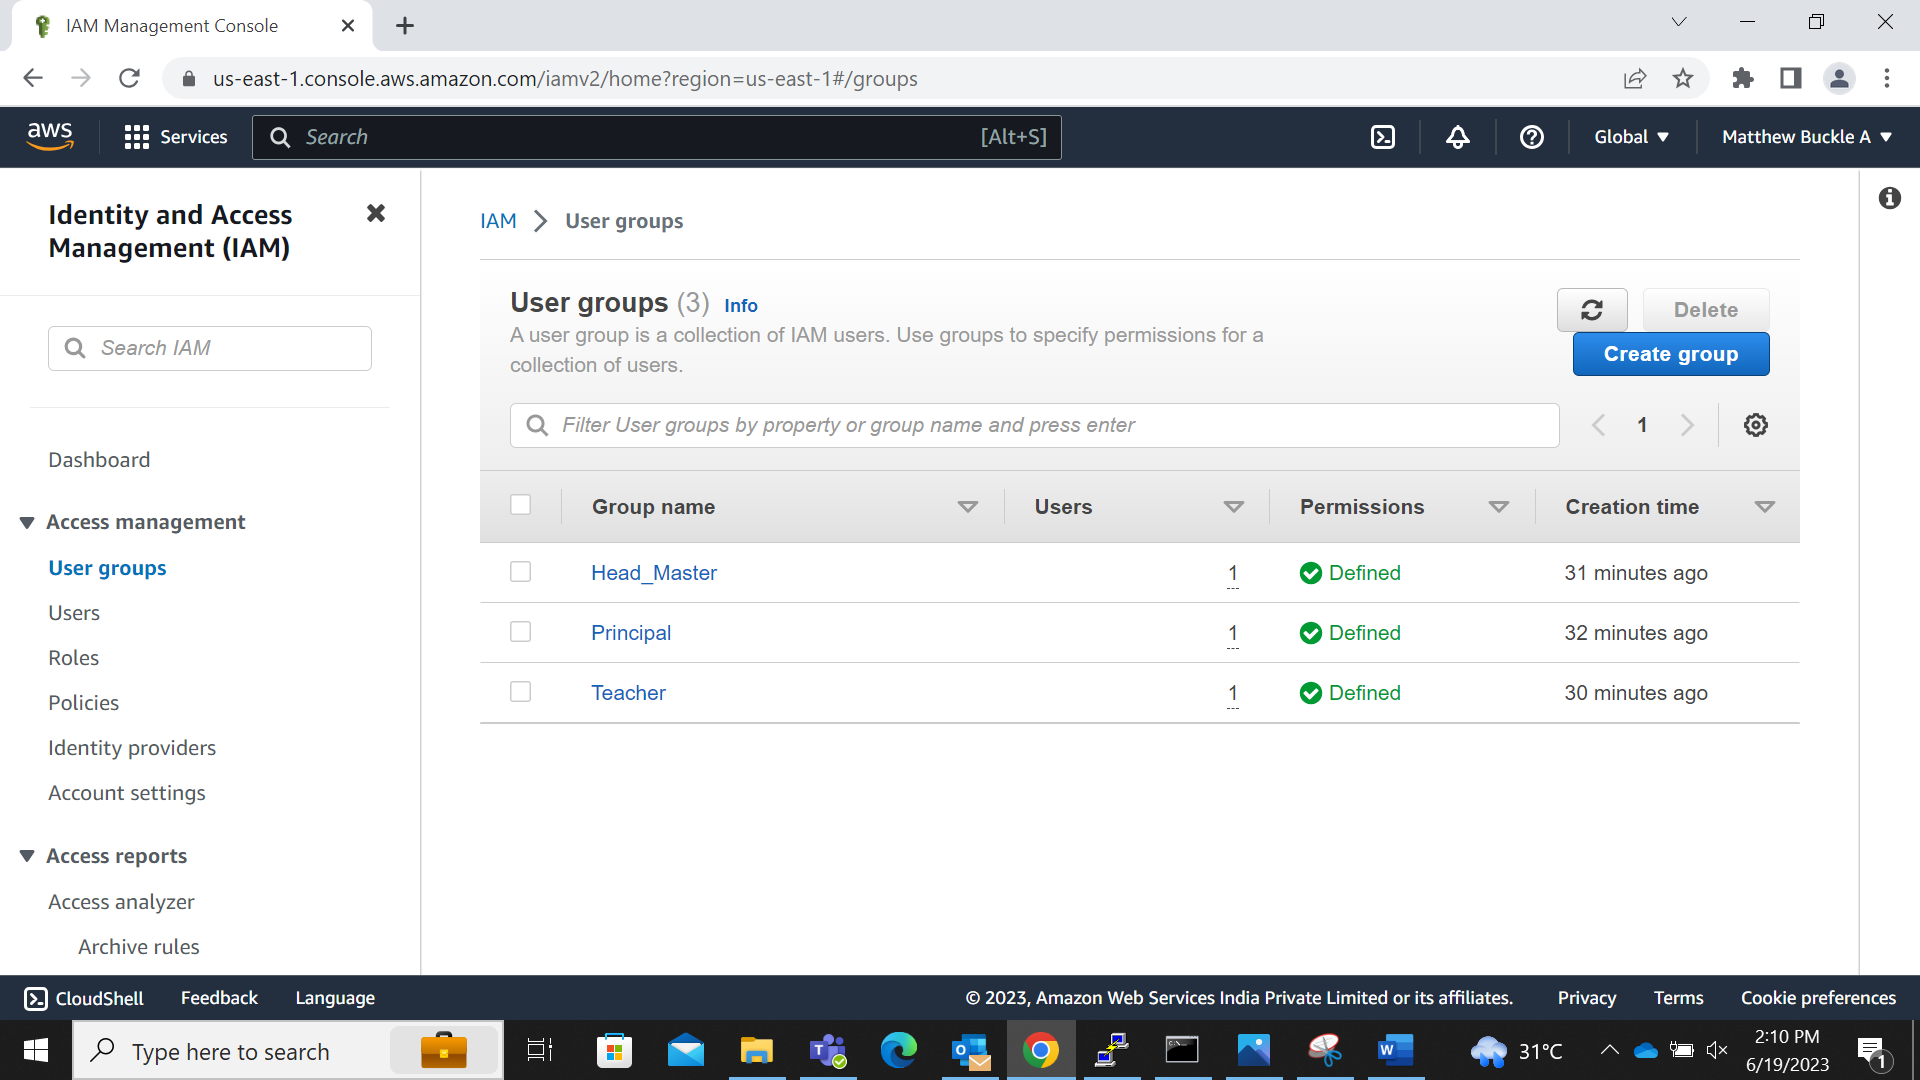 IAM Management Console
us-east-1.console.aws.amazon.com/iamv2/home?region=us-east-1#/groups
aws
Services
Search
[Alt+S]
Global
Matthew Buckle A
Identity and Access
Management (IAM)
Search IAM
Dashboard
Access management
User groups
Users
Roles
Policies
Identity providers
Account settings
Access reports
Access analyzer
Archive rules
IAM > User groups
User groups (3) Info
A user group is a collection of IAM users. Use groups to specify permissions for a
collection of users.
Delete
Create group
Filter User groups by property or group name and press enter
1
Group name Users Permissions Creation time
Head_Master 1 Defined 31 minutes ago
Principal 1 Defined 32 minutes ago
Teacher 1 Defined 30 minutes ago
CloudShell Feedback Language © 2023, Amazon Web Services India Private Limited or its affiliates. Privacy Terms Cookie preferences
Type here to search
31°C
2:10 PM
6/19/2023
1